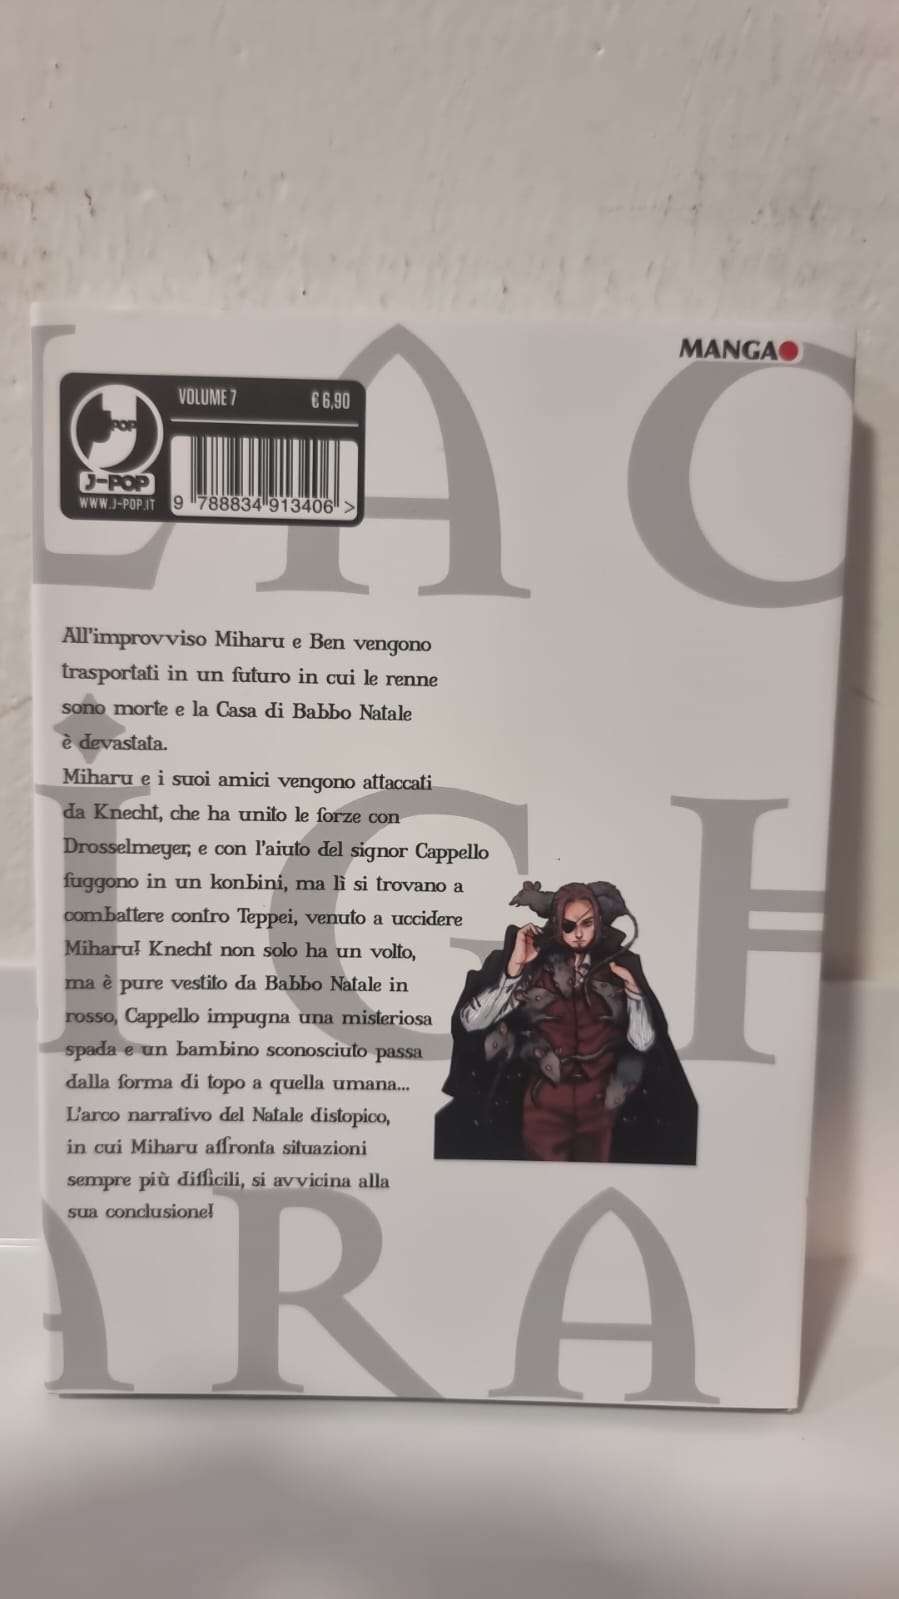 LAC
MANGA
VOLUME 7
€ 6,90
POP
J-POP
WWW.J-POP.IT
9 788834 913406 >
All'improvviso Miharu e Ben vengono
trasportati in un futuro in cui le renne
sono morte e la Casa di Babbo Natale
è devastata.
Miharu e i suoi amici vengono attaccati
da Knecht, che ha unito le forze con
Drosselmeyer, e con l'aiuto del signor Cappello
fuggono in un konbini, ma lì si trovano a
combattere contro Teppei, venuto a uccidere
Miharu! Knecht non solo ha un volto,
ma è pure vestito da Babbo Natale in
rosso, Cappello impugna una misteriosa
spada e un bambino sconosciuto passa
dalla forma di topo a quella umana...
L'arco narrativo del Natale distopico,
in cui Miharu affronta situazioni
sempre più difficili, si avvicina alla
sua conclusione!
IGH
ARA